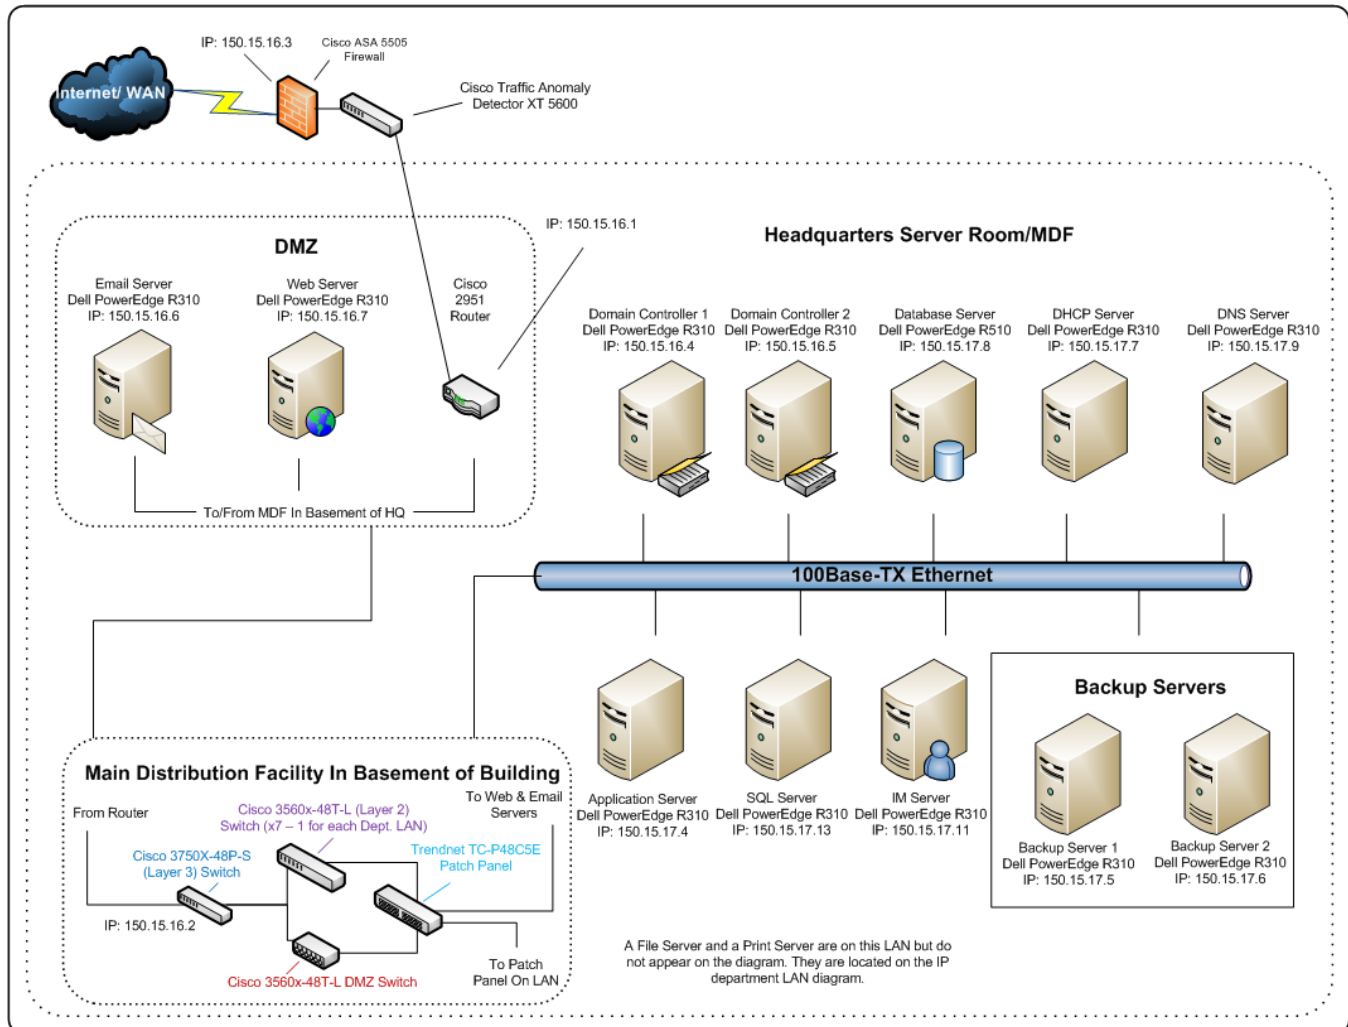 IP: 150.15.16.3
Cisco ASA 5505
Firewall
Internet/ WAN
Cisco Traffic Anomaly
Detector XT 5600
IP: 150.15.16.1
DMZ
Email Server
Dell PowerEdge R310
IP: 150.15.16.6
Web Server
Dell PowerEdge R310
IP: 150.15.16.7
Cisco
2951
Router
To/From MDF In Basement of HQ
Headquarters Server Room/MDF
Domain Controller 1
Dell PowerEdge R310
IP: 150.15.16.4
Domain Controller 2
Dell PowerEdge R310
IP: 150.15.16.5
Database Server
Dell PowerEdge R510
IP: 150.15.17.8
DHCP Server
Dell PowerEdge R310
IP: 150.15.17.7
DNS Server
Dell PowerEdge R310
IP: 150.15.17.9
100Base-TX Ethernet
Application Server
Dell PowerEdge R310
IP: 150.15.17.4
SQL Server
Dell PowerEdge R310
IP: 150.15.17.13
IM Server
Dell PowerEdge R310
IP: 150.15.17.11
Backup Servers
Backup Server 1
Dell PowerEdge R310
IP: 150.15.17.5
Backup Server 2
Dell PowerEdge R310
IP: 150.15.17.6
Main Distribution Facility In Basement of Building
From Router
Cisco 3560x-48T-L (Layer 2)
Switch (x7 – 1 for each Dept. LAN)
To Web & Email
Servers
Cisco 3750X-48P-S
(Layer 3) Switch
Trendnet TC-P48C5E
Patch Panel
IP: 150.15.16.2
To Patch
Panel On LAN
Cisco 3560x-48T-L DMZ Switch
A File Server and a Print Server are on this LAN but do
not appear on the diagram. They are located on the IP
department LAN diagram.